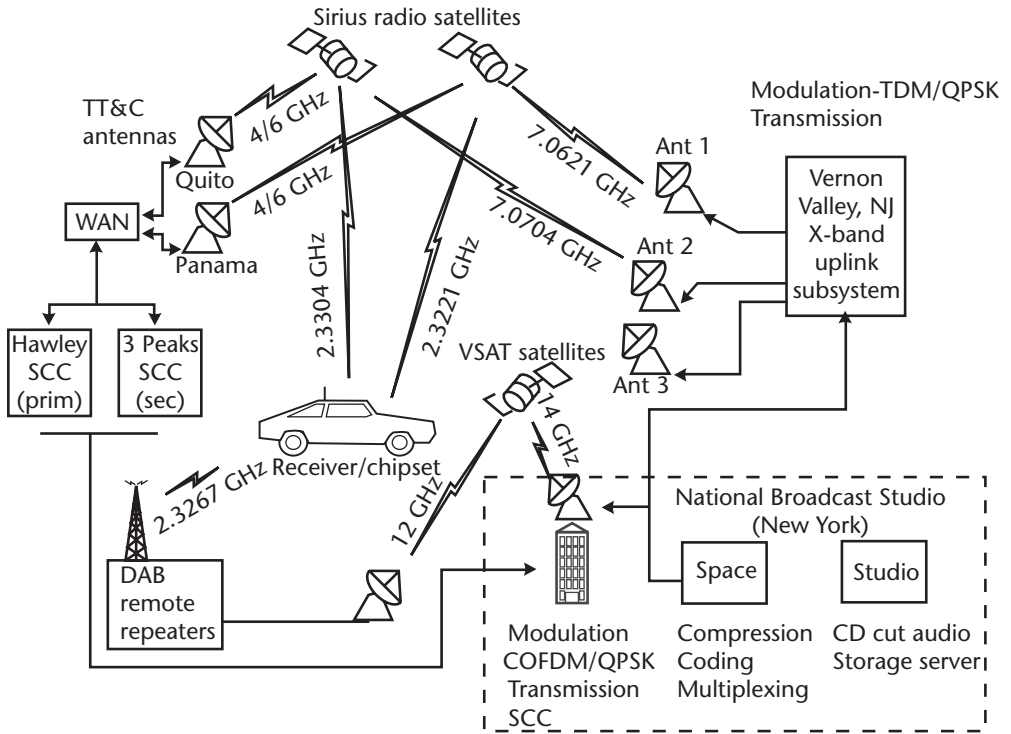 Sirius radio satellites
TT&C
antennas
4/6 GHz
Quito
4/6 GHz
WAN
Panama
Hawley
SCC
(prim)
3 Peaks
SCC
(sec)
2.3304 GHz
2.3221 GHz
7.0621 GHz
7.0704 GHz
Modulation-TDM/QPSK
Transmission
Ant 1
Ant 2
Ant 3
Vernon
Valley, NJ
X-band
uplink
subsystem
VSAT satellites
14 GHz
12 GHz
Receiver/chipset
2.3267 GHz
DAB
remote
repeaters
National Broadcast Studio
(New York)
Space
Studio
Modulation
COFDM/QPSK
Transmission
SCC
Compression
Coding
Multiplexing
CD cut audio
Storage server